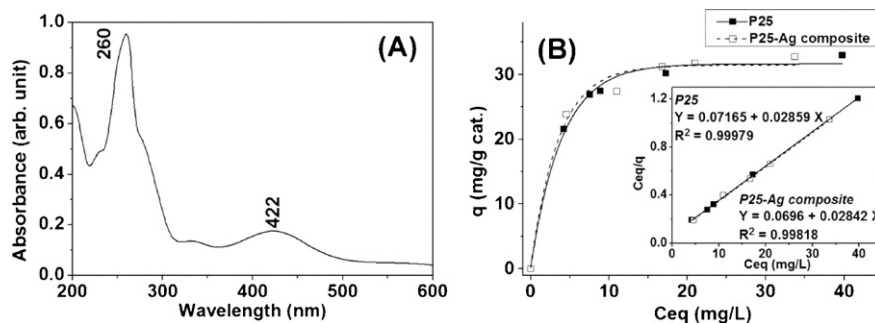 (A)
260
422
1.0
0.8
0.6
0.4
0.2
0.0
200 300 400 500 600
Absorbance (arb. unit)
Wavelength (nm)
P25
P25-Ag composite
(B)
40
30
20
10
0
0 10 20 30 40
q (mg/g cat.)
Ceq (mg/L)
P25
Y = 0.07165 + 0.02859 X
R² = 0.99979
P25-Ag composite
Y = 0.0696 + 0.02842 X
R² = 0.99818
1.2
0.8
0.4
0.0
0 10 20 30 40
Ceq/q
Ceq (mg/L)